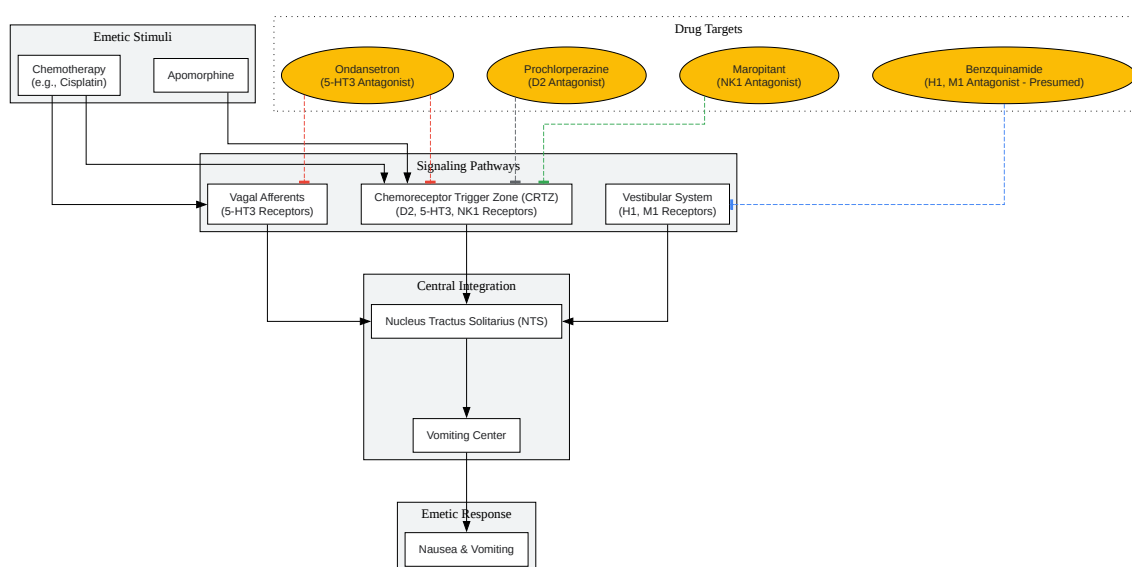 Emetic Stimuli
Chemotherapy
(e.g., Cisplatin)
Apomorphine
Drug Targets
Ondansetron
(5-HT3 Antagonist)
Prochlorperazine
(D2 Antagonist)
Maropitant
(NK1 Antagonist)
Benzquinamide
(H1, M1 Antagonist - Presumed)
Signaling Pathways
Vagal Afferents
(5-HT3 Receptors)
Chemoreceptor Trigger Zone (CRTZ)
(D2, 5-HT3, NK1 Receptors)
Vestibular System
(H1, M1 Receptors)
Central Integration
Nucleus Tractus Solitarius (NTS)
Vomiting Center
Emetic Response
Nausea & Vomiting